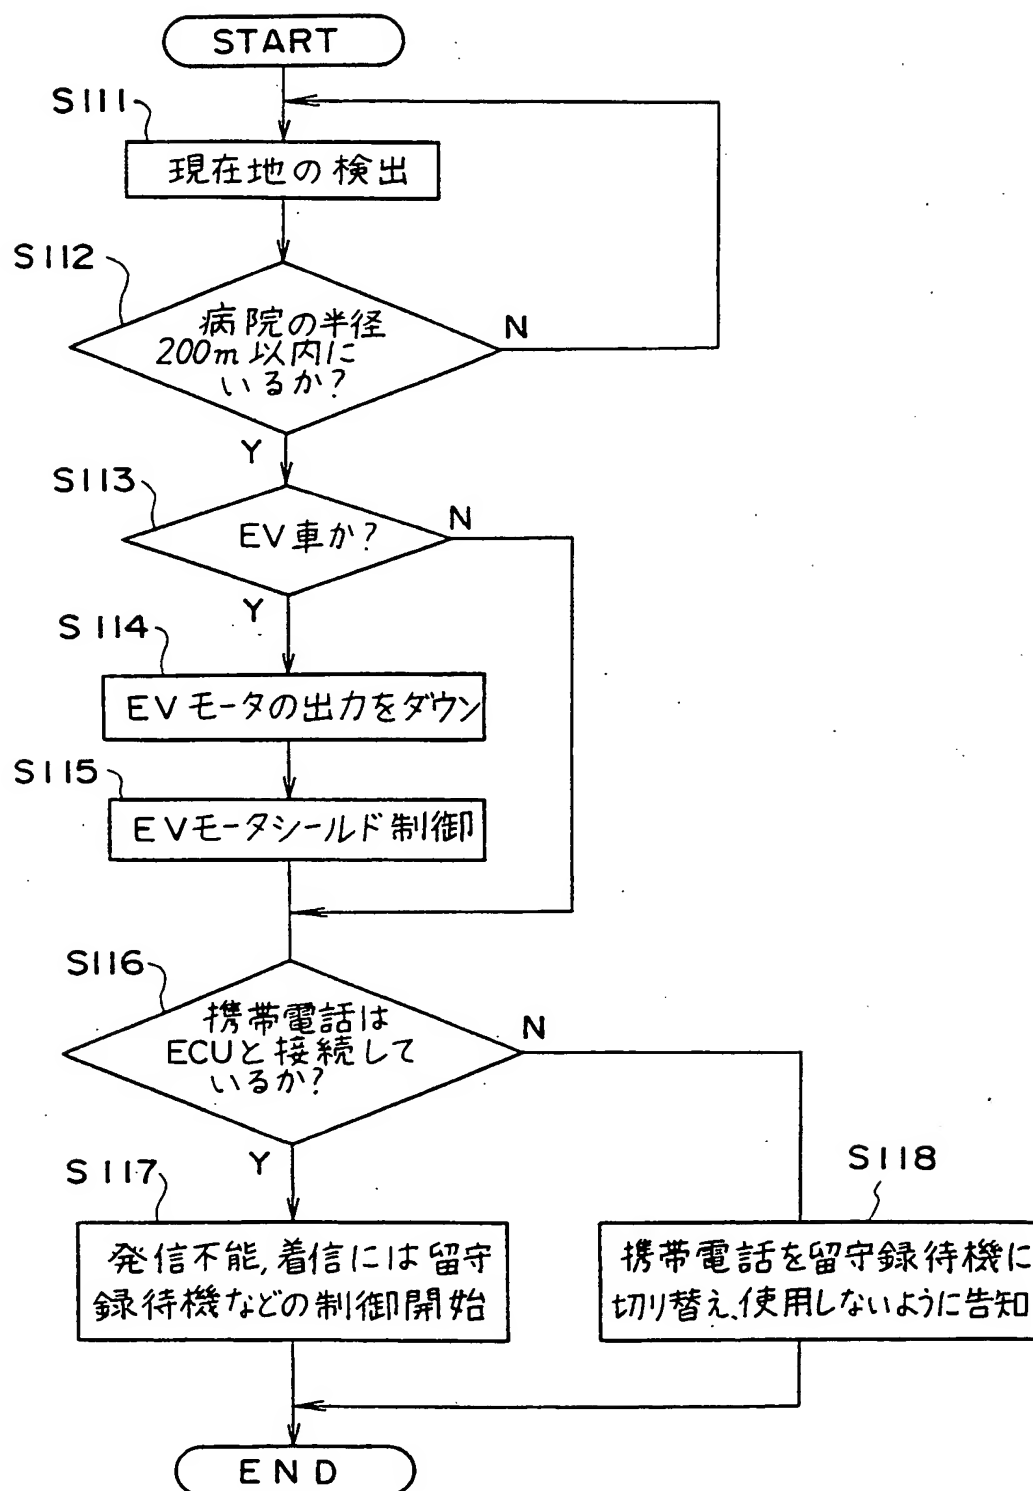 START
S111
現在地の検出
S112
病院の半径
200m以内に
いるか?
N
Y
S113
EV車か?
N
Y
S114
EVモータの出力をダウン
S115
EVモータシールド制御
S116
携帯電話は
ECUと接続して
いるか?
N
Y
S117
発信不能,着信には留守
録待機などの制御開始
S118
携帯電話を留守録待機に
切り替え、使用しないように告知
END